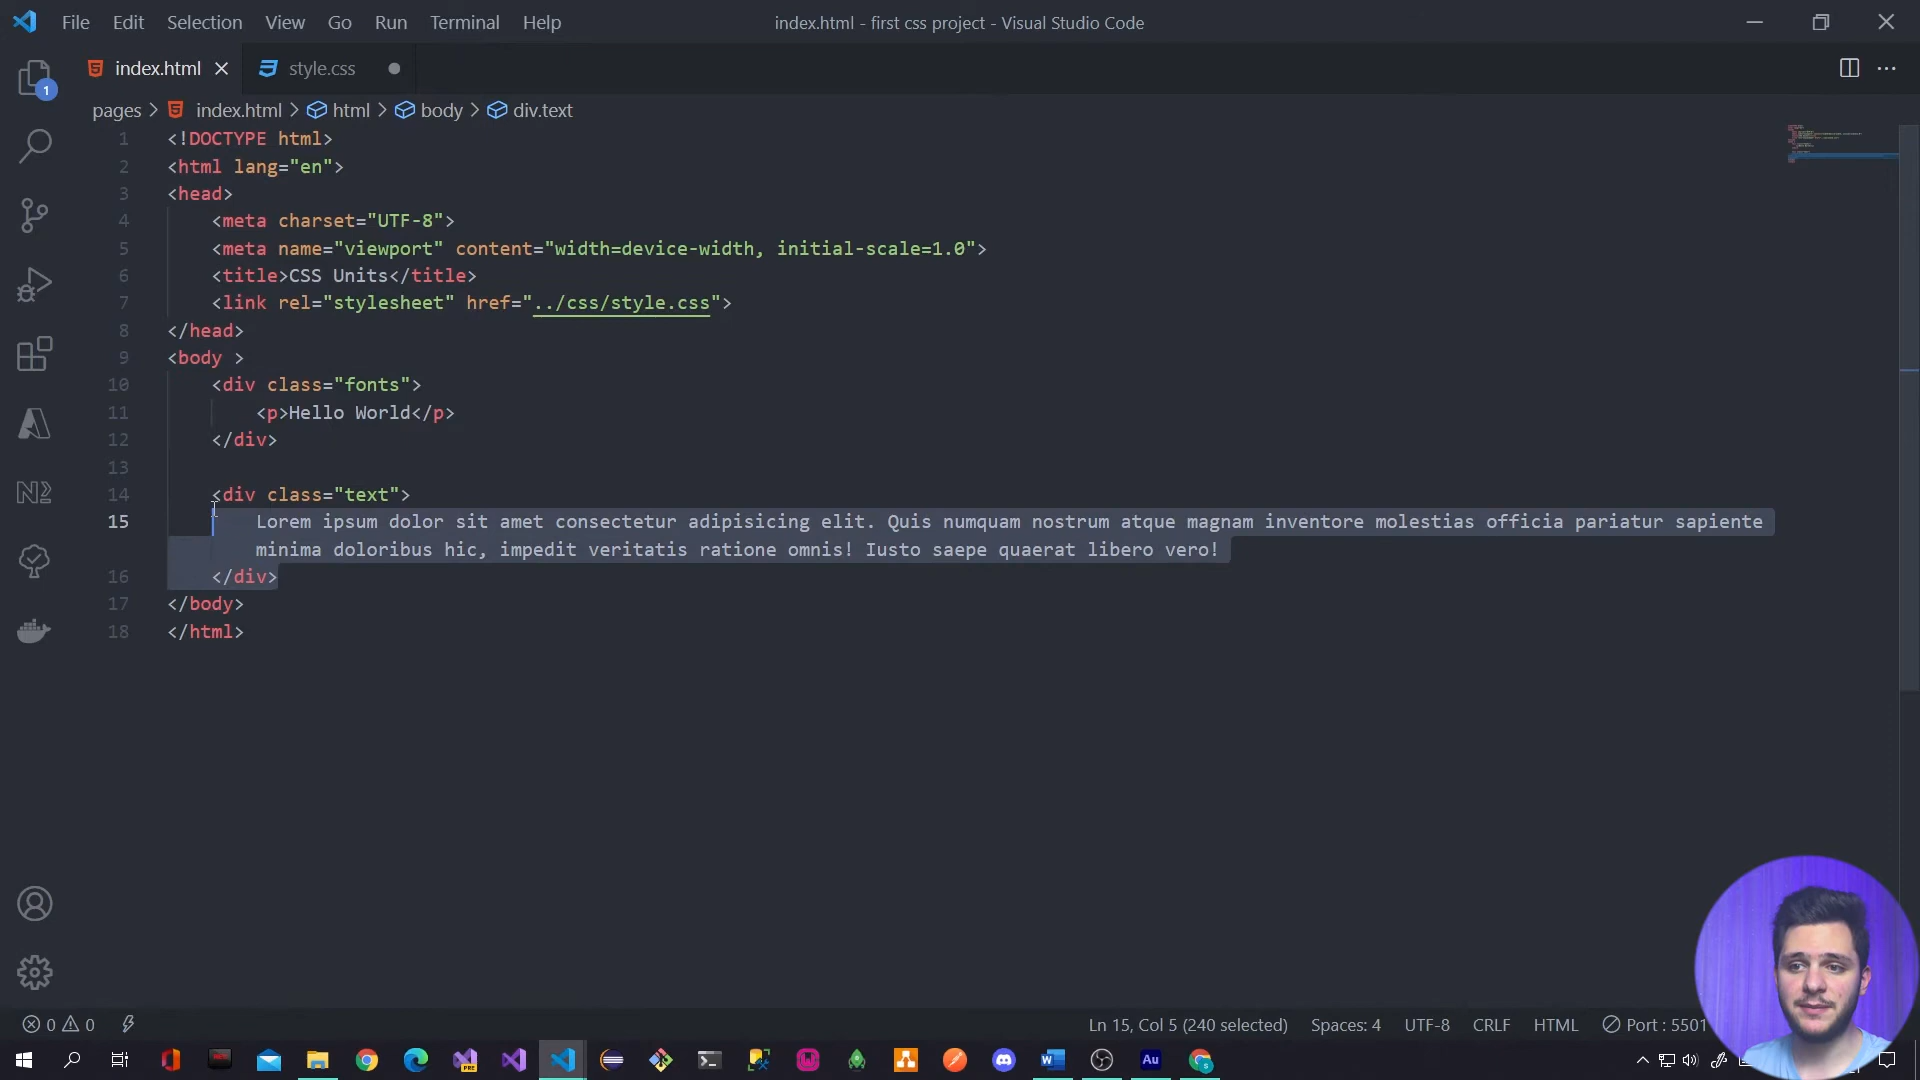 File Edit Selection View Go Run Terminal Help
index.html - first css project - Visual Studio Code
index.html style.css
1
pages > index.html > html > body > div.text
1 <!DOCTYPE html>
2 <html lang="en">
3 <head>
4 <meta charset="UTF-8">
5 <meta name="viewport" content="width=device-width, initial-scale=1.0">
6 <title>CSS Units</title>
7 <link rel="stylesheet" href="../css/style.css">
8 </head>
9 <body >
10 <div class="fonts">
11 <p>Hello World</p>
12 </div>
13
14 <div class="text">
15 Lorem ipsum dolor sit amet consectetur adipisicing elit. Quis numquam nostrum atque magnam inventore molestias officia pariatur sapiente
minima doloribus hic, impedit veritatis ratione omnis! Iusto saepe quaerat libero vero!
16 </div>
17 </body>
18 </html>
0 0 Ln 15, Col 5 (240 selected) Spaces: 4 UTF-8 CRLF HTML Port : 5501